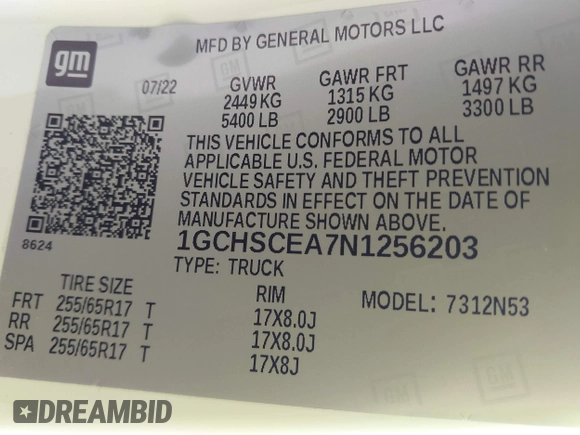 gm
MFD BY GENERAL MOTORS LLC
07/22 GVWR GAWR FRT GAWR RR
2449 KG 1315 KG 1497 KG
5400 LB 2900 LB 3300 LB
THIS VEHICLE CONFORMS TO ALL
APPLICABLE U.S. FEDERAL MOTOR
VEHICLE SAFETY AND THEFT PREVENTION
STANDARDS IN EFFECT ON THE DATE OF
MANUFACTURE SHOWN ABOVE.
8624
1GCHSCEA7N1256203
TYPE: TRUCK
TIRE SIZE RIM MODEL: 7312N53
FRT 255/65R17 T 17X8.0J
RR 255/65R17 T 17X8.0J
SPA 255/65R17 T 17X8J
GM
GM
DREAMBID